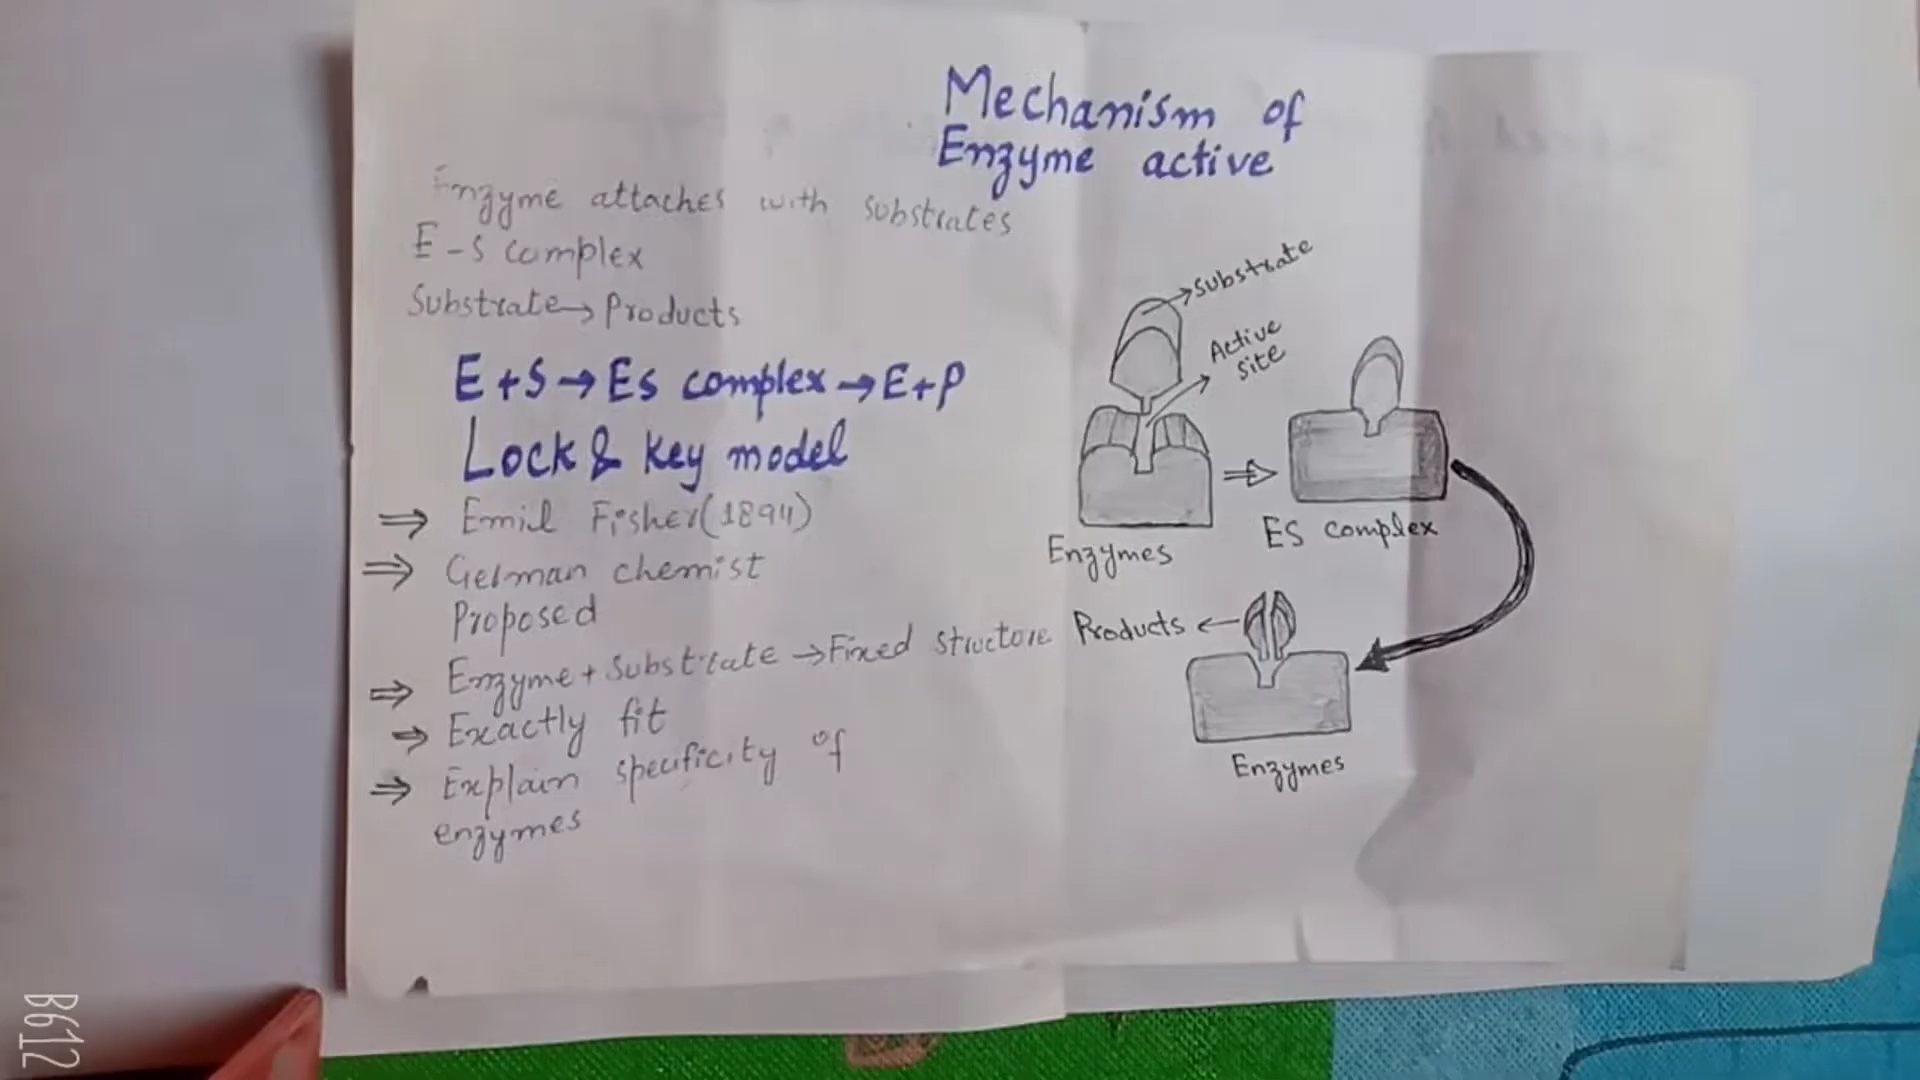 Mechanism of
Enzyme active
Enzyme attaches with substrates
E-S complex
Substrate → Products
E + S → Es complex → E + P
Lock & key model
⇒ Emil Fisher (1894)
⇒ German chemist
Proposed
⇒ Enzyme + Substrate → Fixed structure
⇒ Exactly fit
⇒ Explain specificity of
enzymes
Substrate
Active
site
Enzymes
ES complex
Products
Enzymes
B612